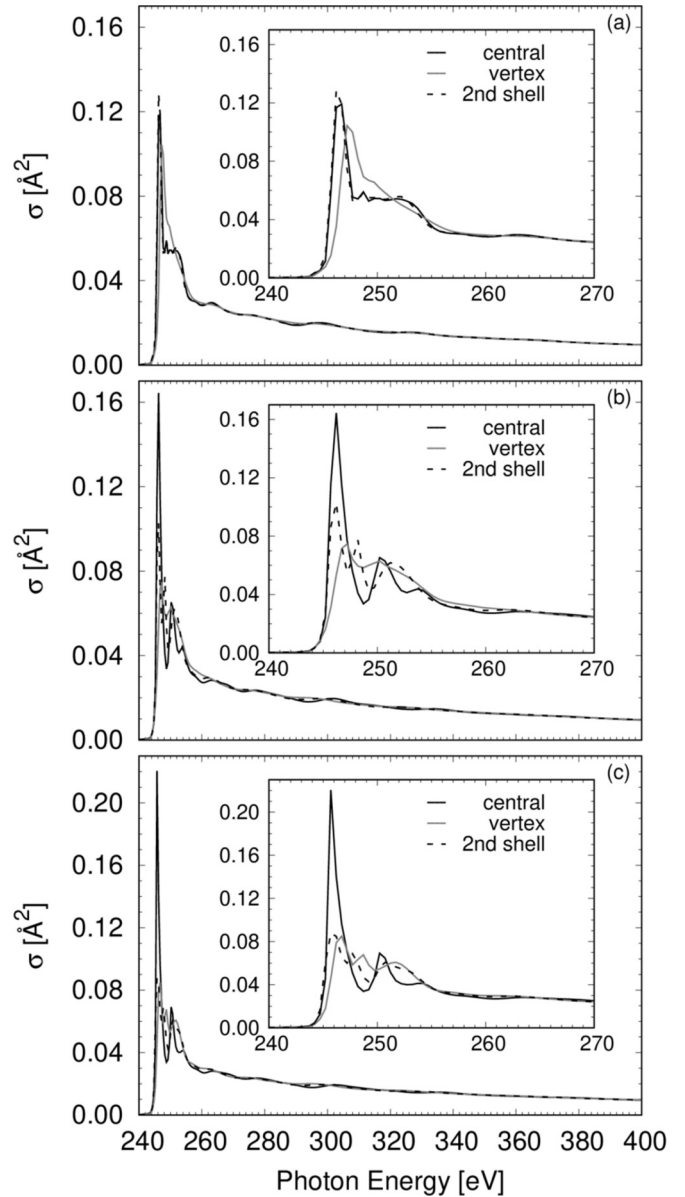 (a)
0.16
0.12
0.08
0.04
0.00
σ [Å²]
0.16
0.12
0.08
0.04
0.00
240 250 260 270
central
vertex
2nd shell
(b)
0.16
0.12
0.08
0.04
0.00
σ [Å²]
0.16
0.12
0.08
0.04
0.00
240 250 260 270
central
vertex
2nd shell
(c)
0.20
0.16
0.12
0.08
0.04
0.00
σ [Å²]
0.20
0.16
0.12
0.08
0.04
0.00
240 250 260 270
central
vertex
2nd shell
240 260 280 300 320 340 360 380 400
Photon Energy [eV]